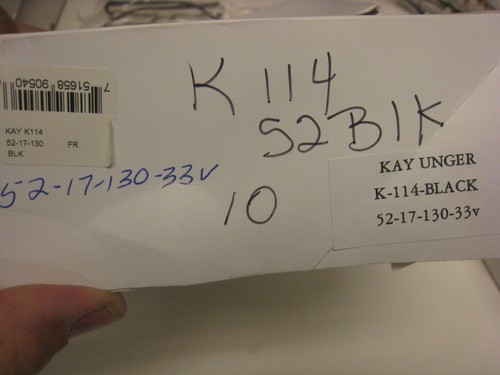 7 51658 90540
KAY K114
52-17-130 FR
BLK
K 114
52 BlK
52-17-130-33v
10
KAY UNGER
K-114-BLACK
52-17-130-33v